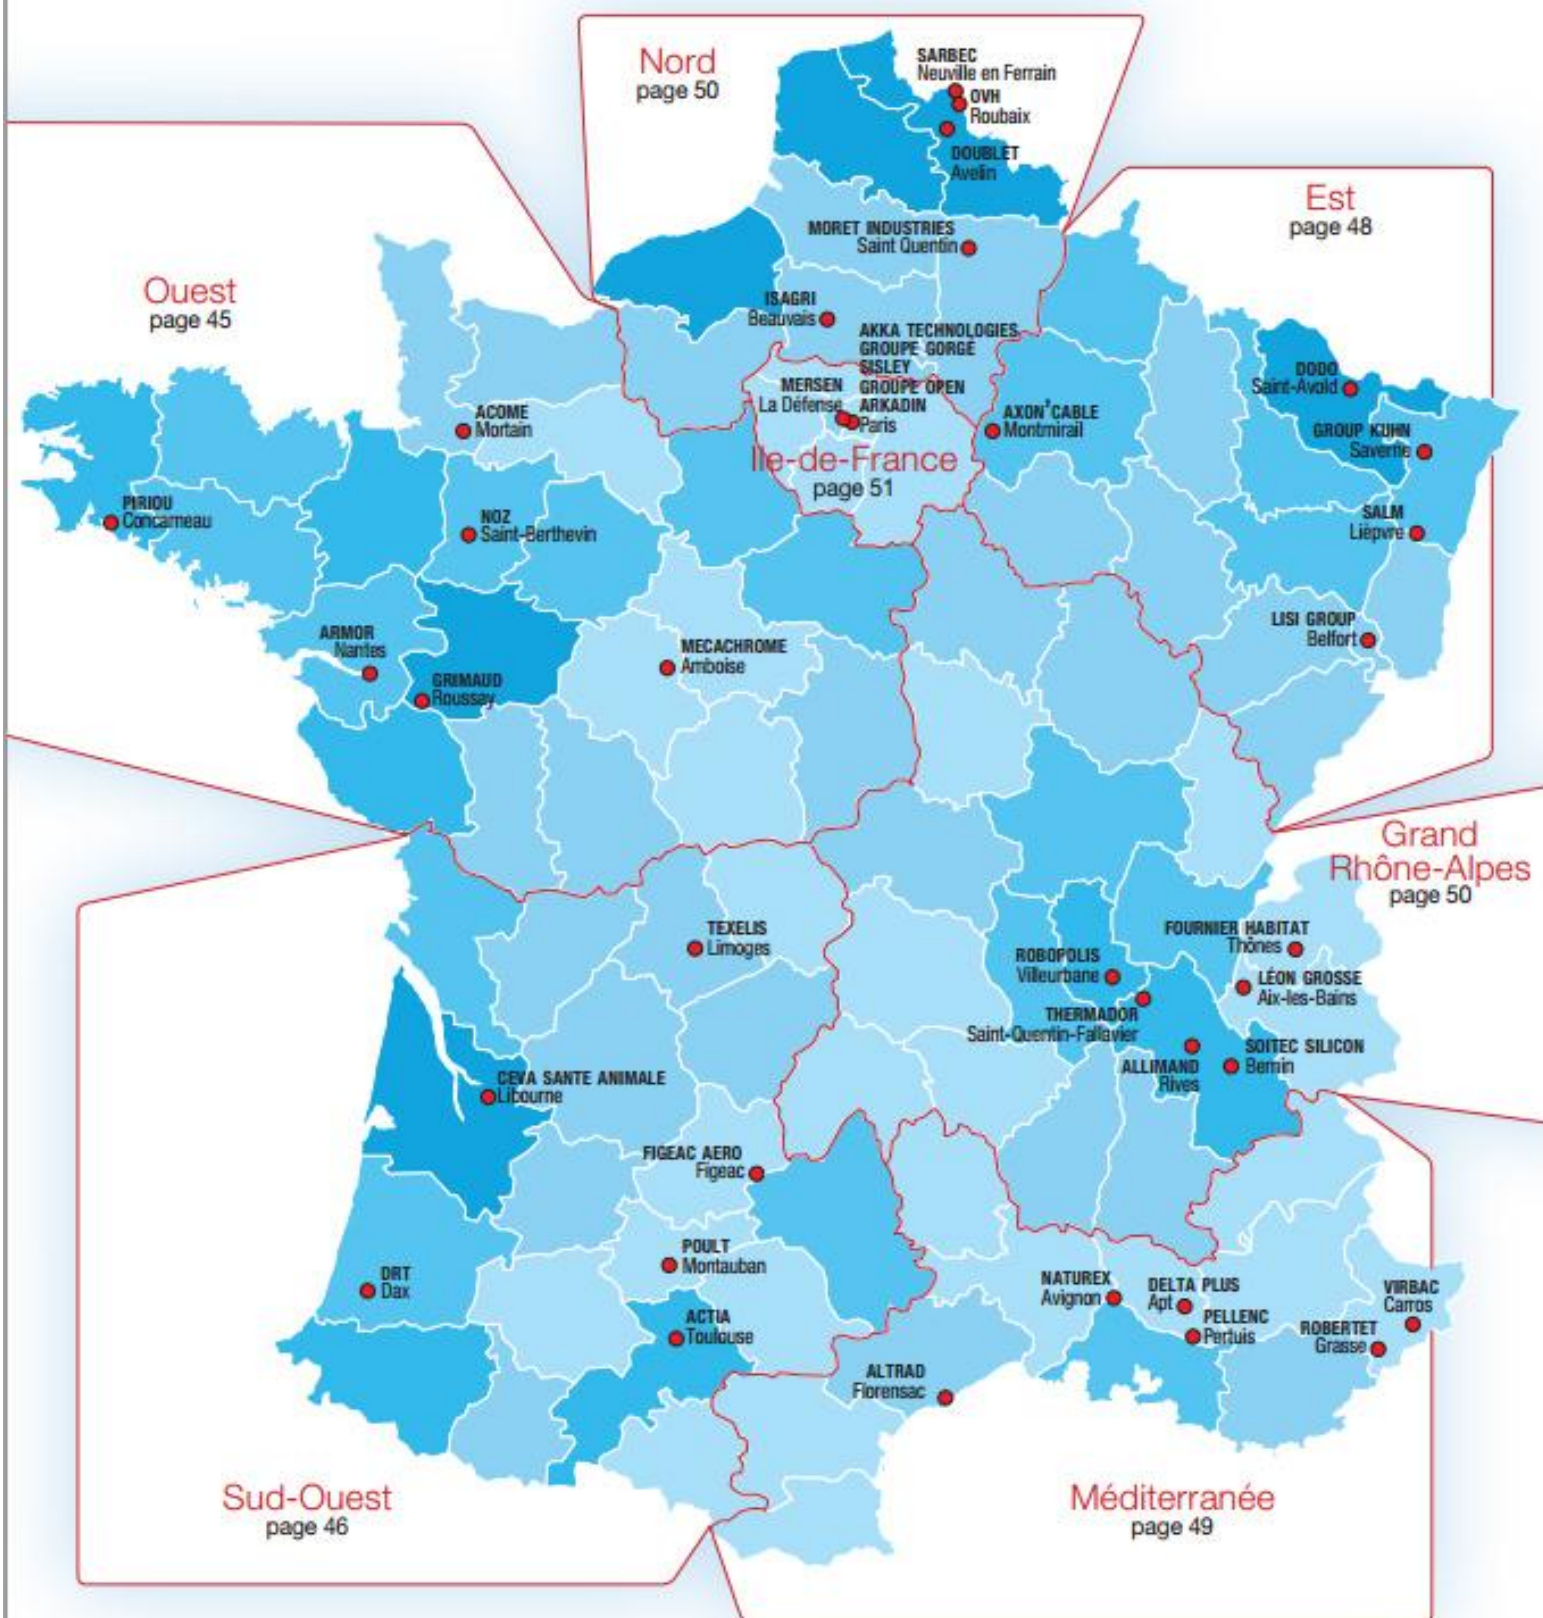 Nord
page 50
SARBEC
Neuville en Ferrain
OVH
Roubaix
DOUBLET
Avelin
MORET INDUSTRIES
Saint Quentin
ISAGRI
Beauvais
Est
page 48
DODO
Saint-Avold
GROUP KUHN
Saverne
SALM
Lièpvre
LISI GROUP
Belfort
AXON'CABLE
Montmirail
Ouest
page 45
ACOME
Mortain
PIRIOU
Concarneau
NOZ
Saint-Berthevin
ARMOR
Nantes
GRIMAUD
Roussay
MECACHROME
Amboise
AKKA TECHNOLOGIES
GROUPE GORGÉ
SISLEY
GROUPE OPEN
ARKADIN
Paris
MERSEN
La Défense
Ile-de-France
page 51
Grand
Rhône-Alpes
page 50
FOURNIER HABITAT
Thônes
ROBOPOLIS
Villeurbane
LÉON GROSSE
Aix-les-Bains
THERMADOR
Saint-Quentin-Fallavier
SOITEC SILICON
Bernin
ALLIMAND
Rives
TEXELIS
Limoges
CEVA SANTE ANIMALE
Libourne
FIGEAC AERO
Figeac
POULT
Montauban
DRT
Dax
ACTIA
Toulouse
Sud-Ouest
page 46
NATUREX
Avignon
DELTA PLUS
Apt
PELLENC
Pertuis
VIRBAC
Carros
ROBERTET
Grasse
ALTRAD
Florensac
Méditerranée
page 49